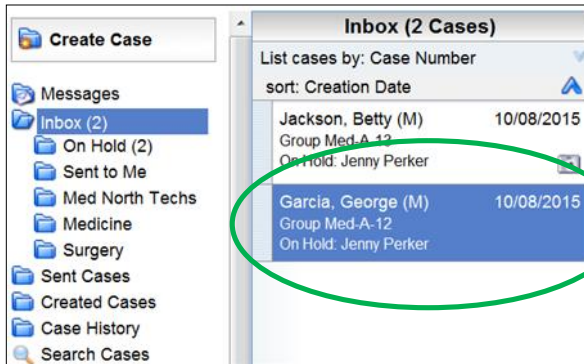 Create Case
Messages
Inbox (2)
On Hold (2)
Sent to Me
Med North Techs
Medicine
Surgery
Sent Cases
Created Cases
Case History
Search Cases
Inbox (2 Cases)
List cases by: Case Number
sort: Creation Date
Jackson, Betty (M) 10/08/2015
Group Med-A-13
On Hold: Jenny Perker
Garcia, George (M) 10/08/2015
Group Med-A-12
On Hold: Jenny Perker